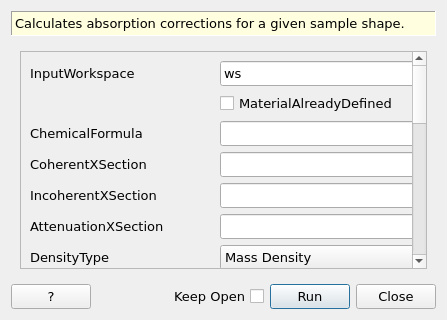 Calculates absorption corrections for a given sample shape.
InputWorkspace ws
MaterialAlreadyDefined
ChemicalFormula
CoherentXSection
IncoherentXSection
AttenuationXSection
DensityType Mass Density
? Keep Open Run Close